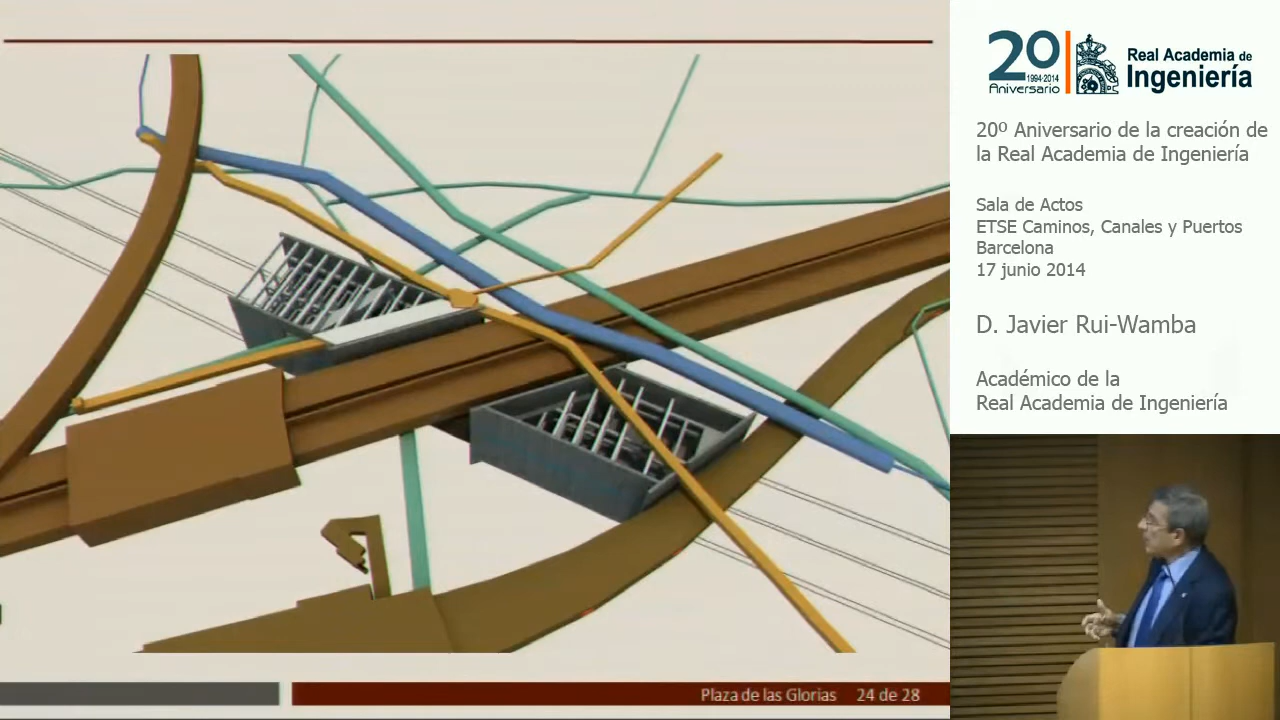 20
1994-2014
Aniversario
Real Academia de
Ingeniería
20º Aniversario de la creación de
la Real Academia de Ingeniería
Sala de Actos
ETSE Caminos, Canales y Puertos
Barcelona
17 junio 2014
D. Javier Rui-Wamba
Académico de la
Real Academia de Ingeniería
Plaza de las Glorias 24 de 28